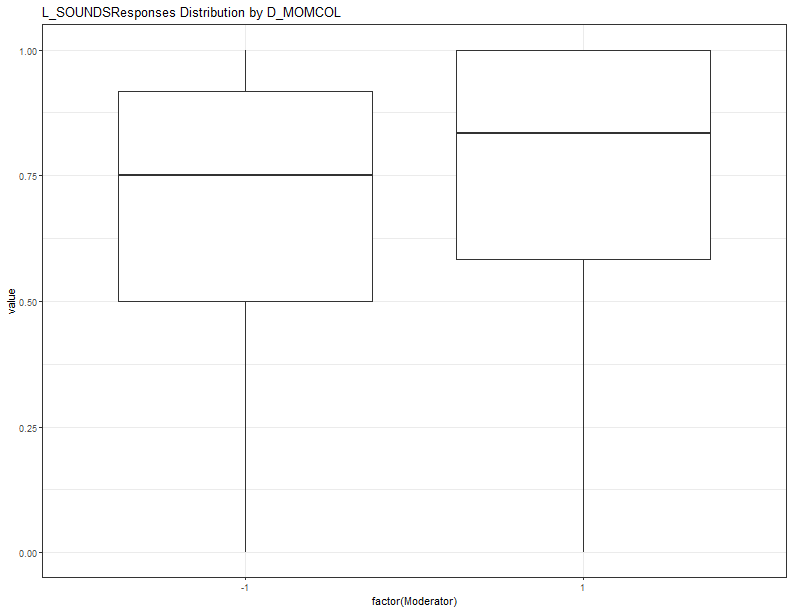 L_SOUNDSResponses Distribution by D_MOMCOL
1.00
0.75
0.50
0.25
0.00
value
-1
1
factor(Moderator)